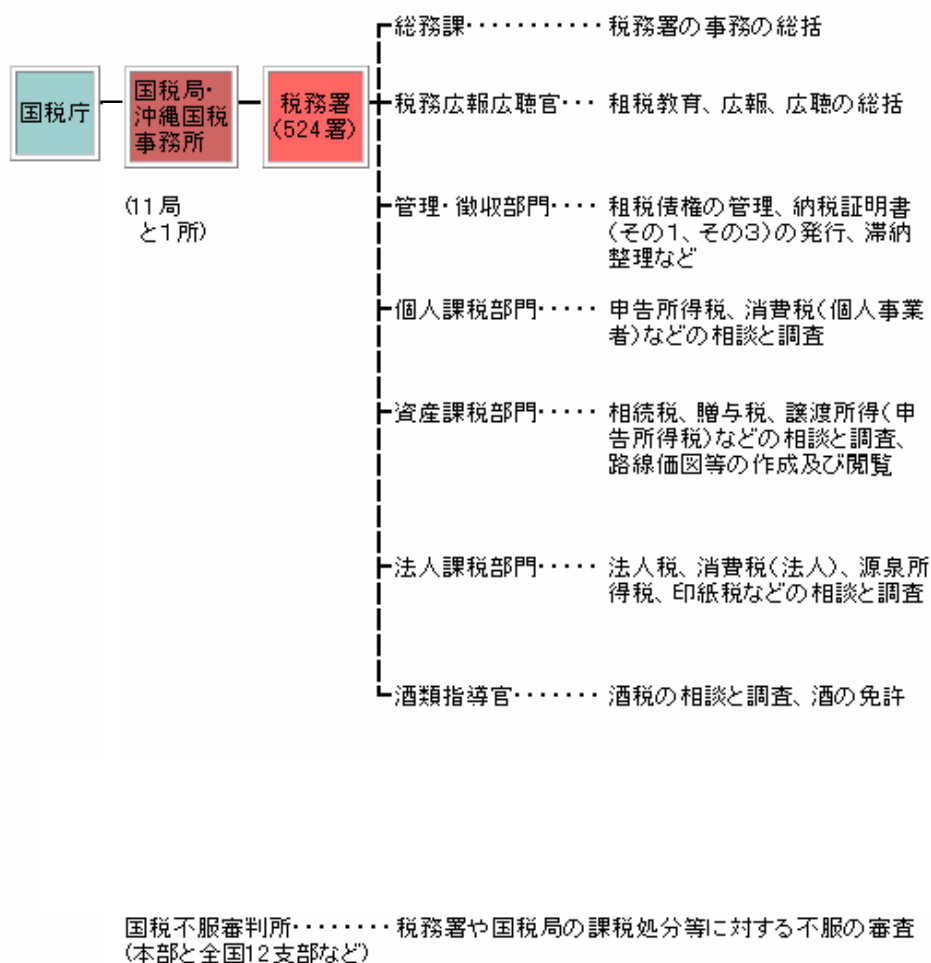 国税庁
国税局・
沖縄国税
事務所
(11局
と1所)
税務署
(524署)
総務課・・・・・・・・・・・ 税務署の事務の総括
税務広報広聴官・・・ 租税教育、広報、広聴の総括
管理・徴収部門・・・・ 租税債権の管理、納税証明書
(その1、その3)の発行、滞納
整理など
個人課税部門・・・・・ 申告所得税、消費税(個人事業
者)などの相談と調査
資産課税部門・・・・・ 相続税、贈与税、譲渡所得(申
告所得税)などの相談と調査、
路線価図等の作成及び閲覧
法人課税部門・・・・・ 法人税、消費税(法人)、源泉所
得税、印紙税などの相談と調査
酒類指導官・・・・・・・ 酒税の相談と調査、酒の免許
国税不服審判所・・・・・・・・税務署や国税局の課税処分等に対する不服の審査
(本部と全国12支部など)